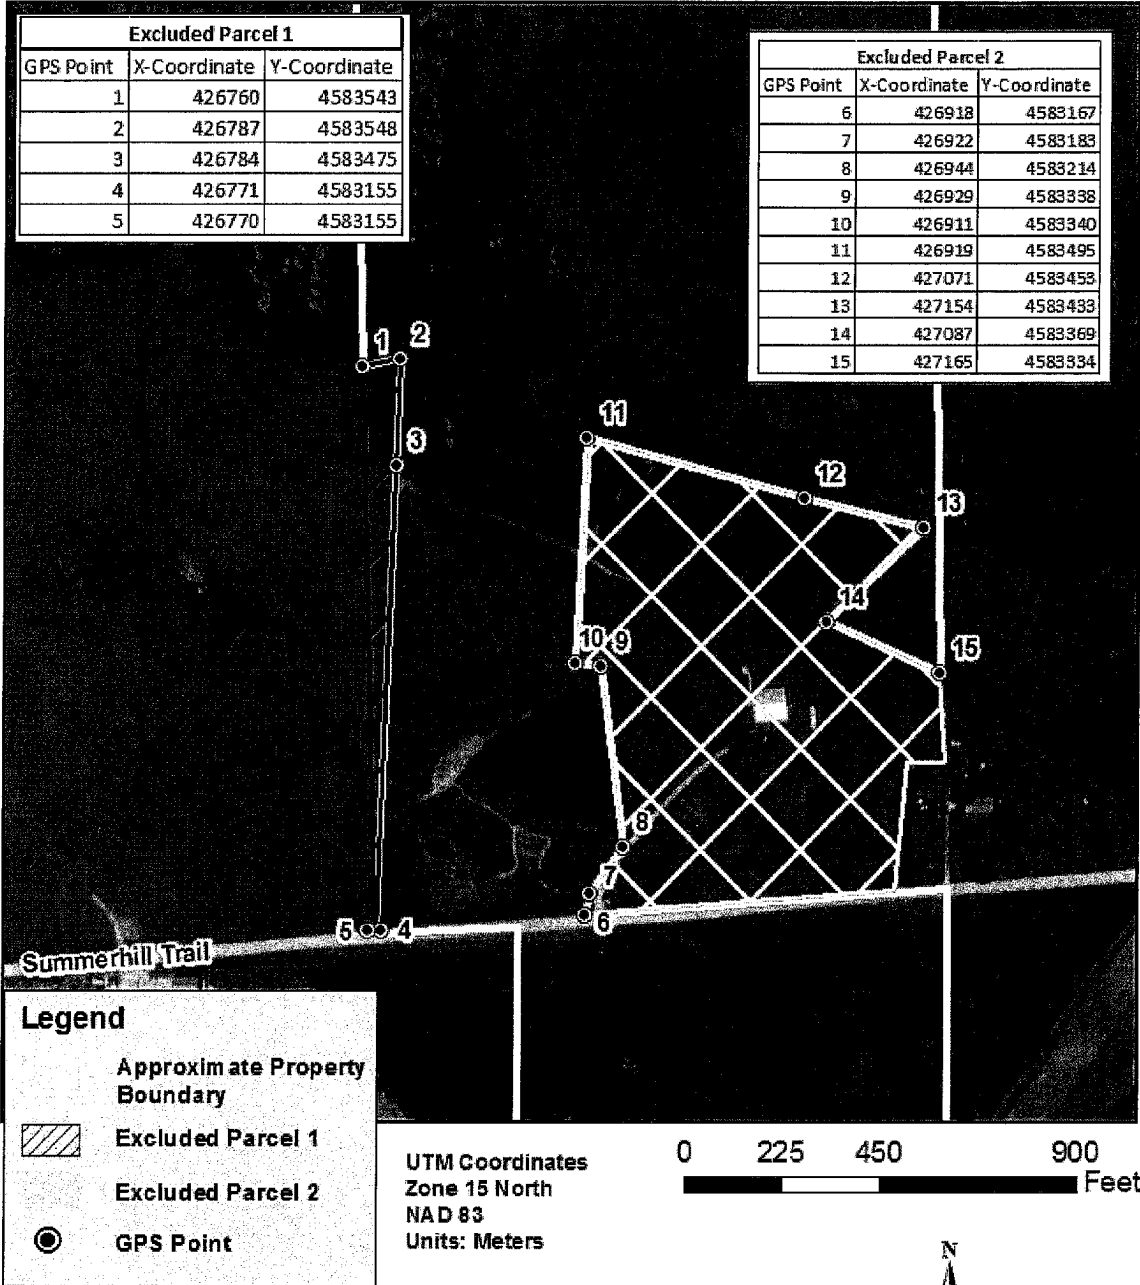 Excluded Parcel 1
GPS Point X-Coordinate Y-Coordinate
1 426760 4583543
2 426787 4583548
3 426784 4583475
4 426771 4583155
5 426770 4583155
Excluded Parcel 2
GPS Point X-Coordinate Y-Coordinate
6 426918 4583167
7 426922 4583183
8 426944 4583214
9 426929 4583338
10 426911 4583340
11 426919 4583495
12 427071 4583453
13 427154 4583433
14 427087 4583369
15 427165 4583334
1
2
3
11
12
13
14
10 9
15
8
7
6
5 4
Summerhill Trail
Legend
Approximate Property
Boundary
Excluded Parcel 1
Excluded Parcel 2
GPS Point
UTM Coordinates
Zone 15 North
NAD 83
Units: Meters
0 225 450 900
Feet
N